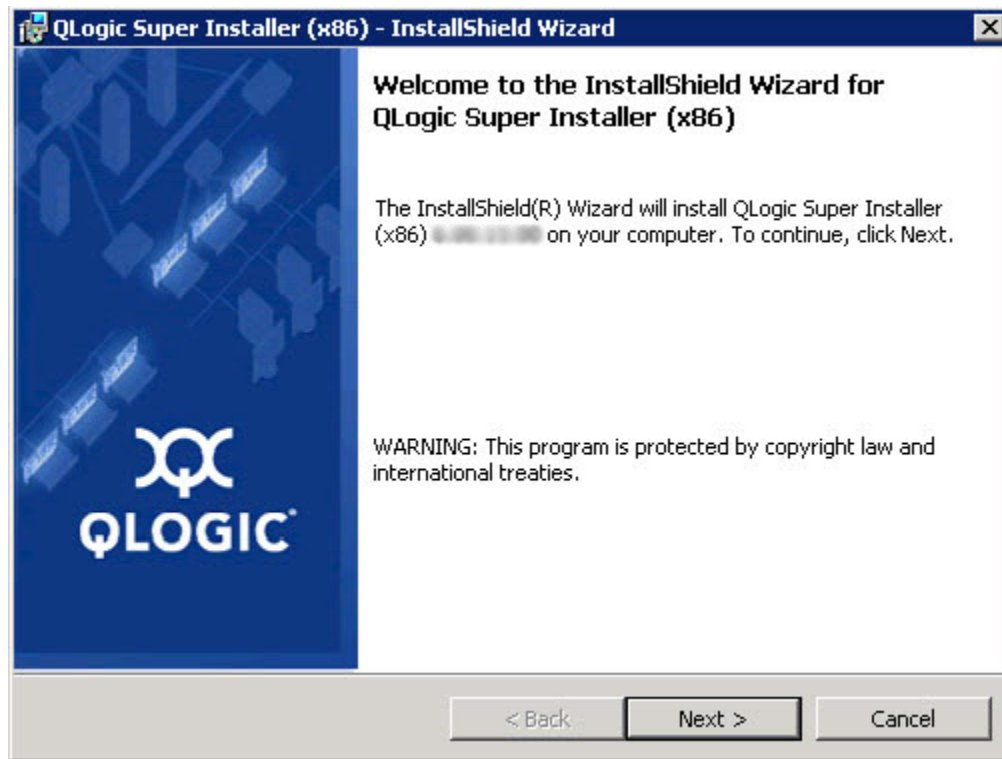 QLogic Super Installer (x86) - InstallShield Wizard
Welcome to the InstallShield Wizard for
QLogic Super Installer (x86)
The InstallShield(R) Wizard will install QLogic Super Installer
(x86) on your computer. To continue, click Next.
WARNING: This program is protected by copyright law and
international treaties.
QLOGIC
< Back
Next >
Cancel